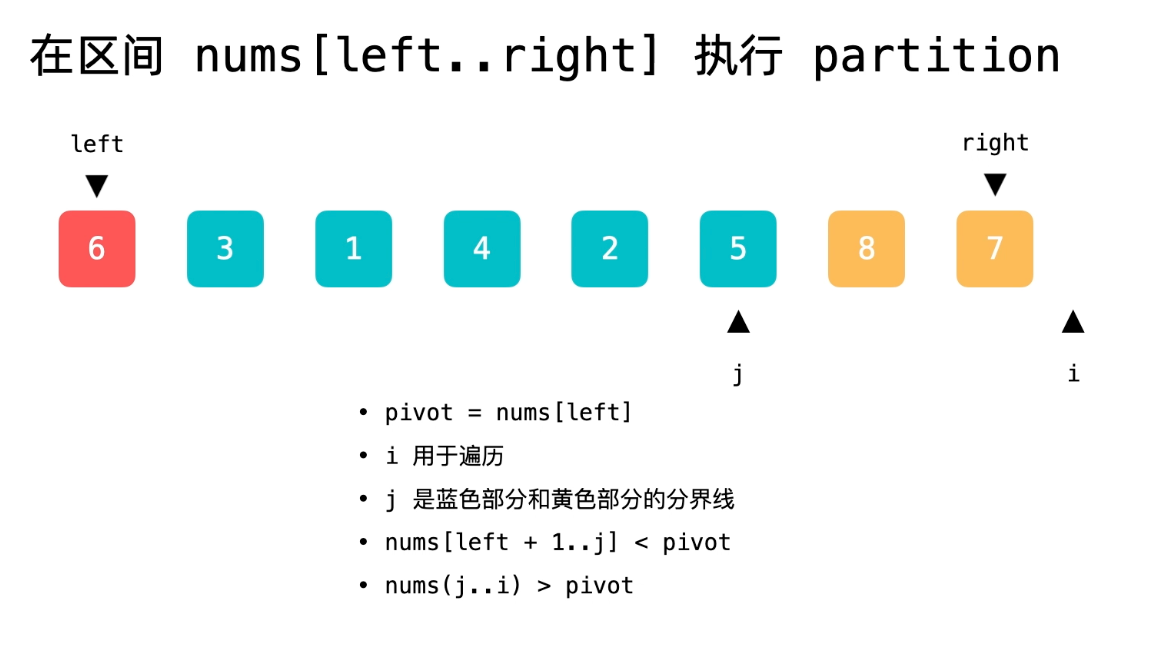 在区间 nums[left..right] 执行 partition
left right
6 3 1 4 2 5 8 7
j i
• pivot = nums[left]
• i 用于遍历
• j 是蓝色部分和黄色部分的分界线
• nums[left + 1..j] < pivot
• nums(j..i) > pivot